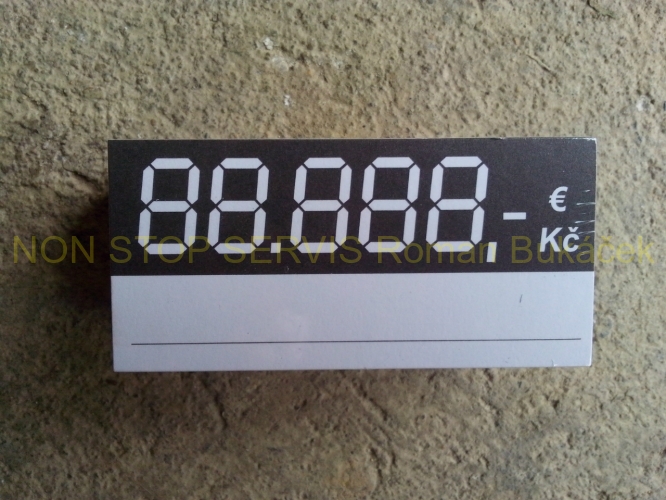 88.888,- €
Kč
NON STOP SERVIS Roman Bukáček